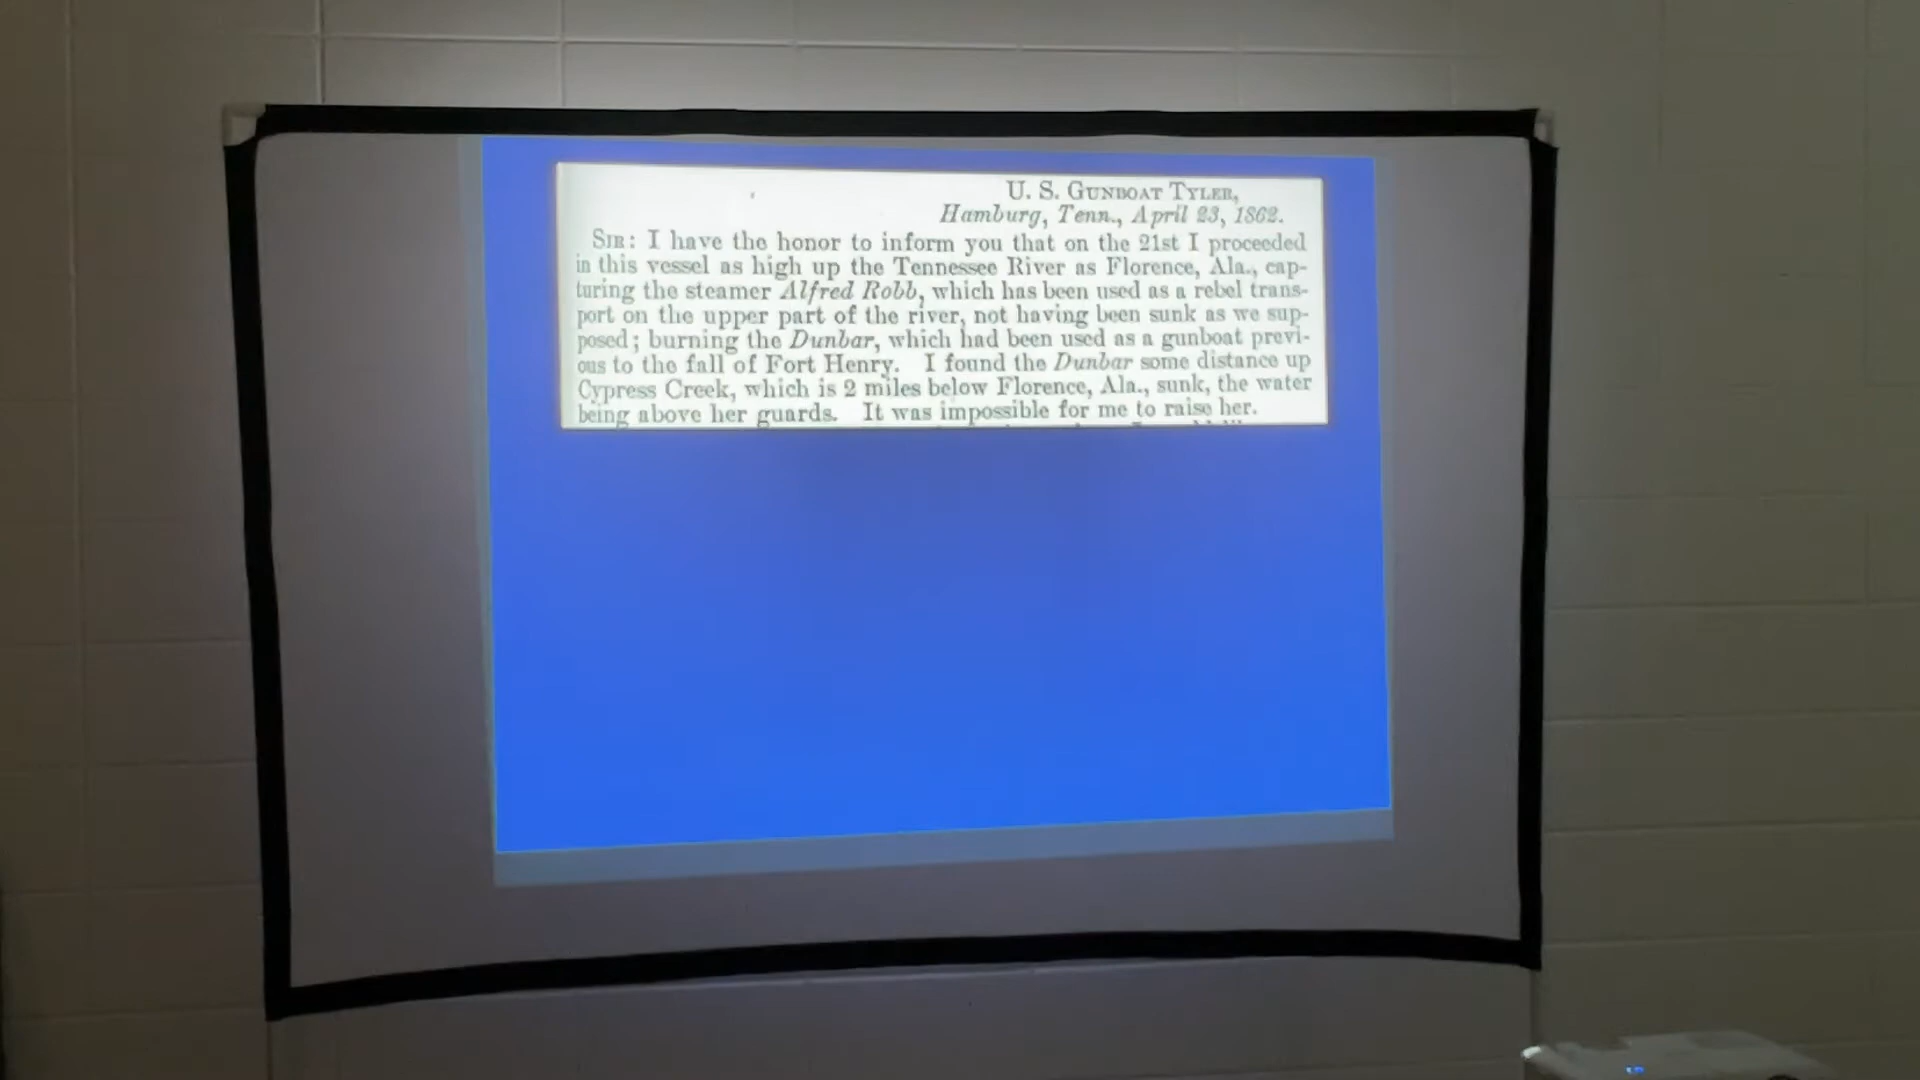 U. S. GUNBOAT TYLER,
Hamburg, Tenn., April 23, 1862.
SIR: I have the honor to inform you that on the 21st I proceeded
in this vessel as high up the Tennessee River as Florence, Ala., cap-
turing the steamer Alfred Robb, which has been used as a rebel trans-
port on the upper part of the river, not having been sunk as we sup-
posed; burning the Dunbar, which had been used as a gunboat previ-
ous to the fall of Fort Henry. I found the Dunbar some distance up
Cypress Creek, which is 2 miles below Florence, Ala., sunk, the water
being above her guards. It was impossible for me to raise her.